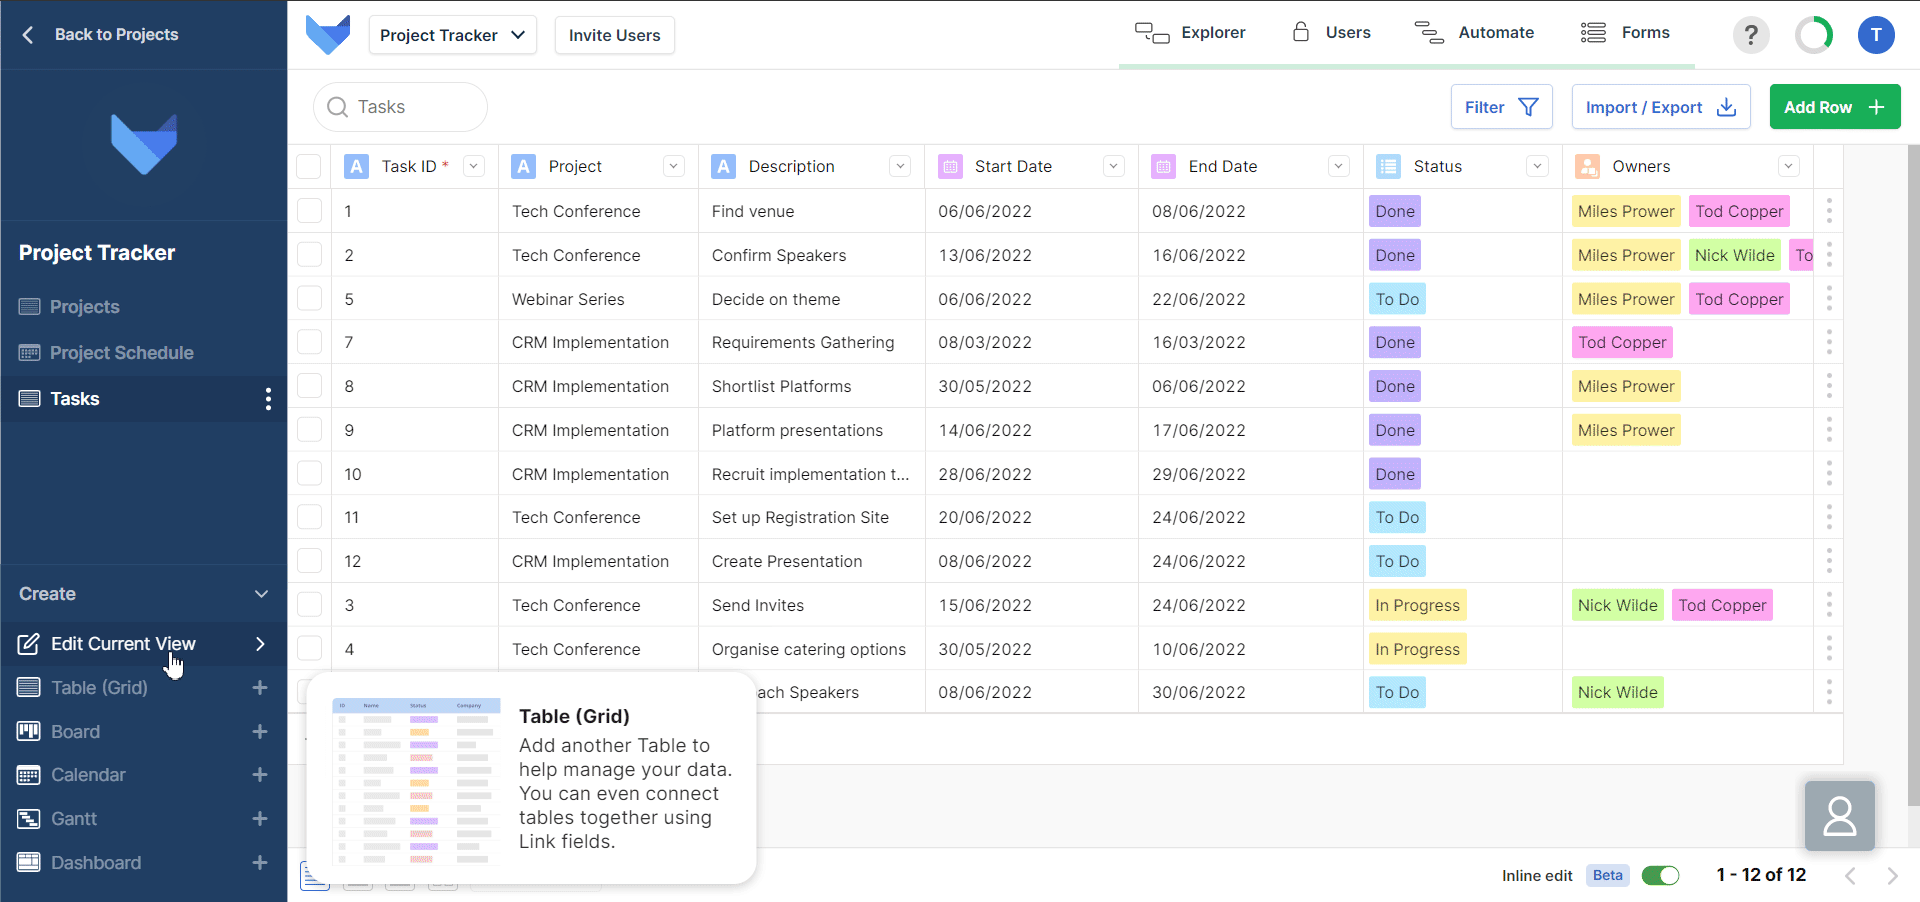 Back to Projects
Project Tracker
Invite Users
Explorer
Users
Automate
Forms
?
T
Tasks
Filter
Import / Export
Add Row
Project Tracker
Projects
Project Schedule
Tasks
Create
Edit Current View
Table (Grid)
Board
Calendar
Gantt
Dashboard
A Task ID * A Project A Description Start Date End Date Status Owners
1 Tech Conference Find venue 06/06/2022 08/06/2022 Done Miles Prower Tod Copper
2 Tech Conference Confirm Speakers 13/06/2022 16/06/2022 Done Miles Prower Nick Wilde To
5 Webinar Series Decide on theme 06/06/2022 22/06/2022 To Do Miles Prower Tod Copper
7 CRM Implementation Requirements Gathering 08/03/2022 16/03/2022 Done Tod Copper
8 CRM Implementation Shortlist Platforms 30/05/2022 06/06/2022 Done Miles Prower
9 CRM Implementation Platform presentations 14/06/2022 17/06/2022 Done Miles Prower
10 CRM Implementation Recruit implementation t... 28/06/2022 29/06/2022 Done
11 Tech Conference Set up Registration Site 20/06/2022 24/06/2022 To Do
12 CRM Implementation Create Presentation 08/06/2022 24/06/2022 To Do
3 Tech Conference Send Invites 15/06/2022 24/06/2022 In Progress Nick Wilde Tod Copper
4 Tech Conference Organise catering options 30/05/2022 10/06/2022 In Progress
ach Speakers 08/06/2022 30/06/2022 To Do Nick Wilde
ID Name Status Company
Table (Grid)
Add another Table to
help manage your data.
You can even connect
tables together using
Link fields.
Inline edit Beta 1 - 12 of 12